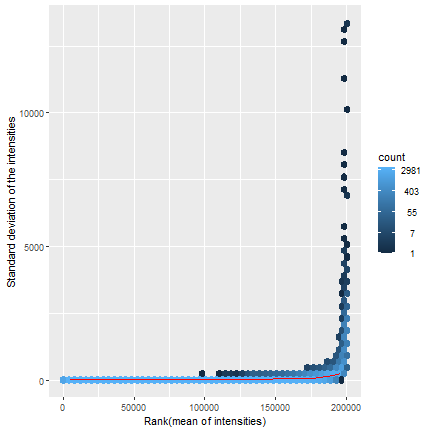 10000
5000
0
Standard deviation of the intensities
0 50000 100000 150000 200000
Rank(mean of intensities)
count
2981
403
55
7
1